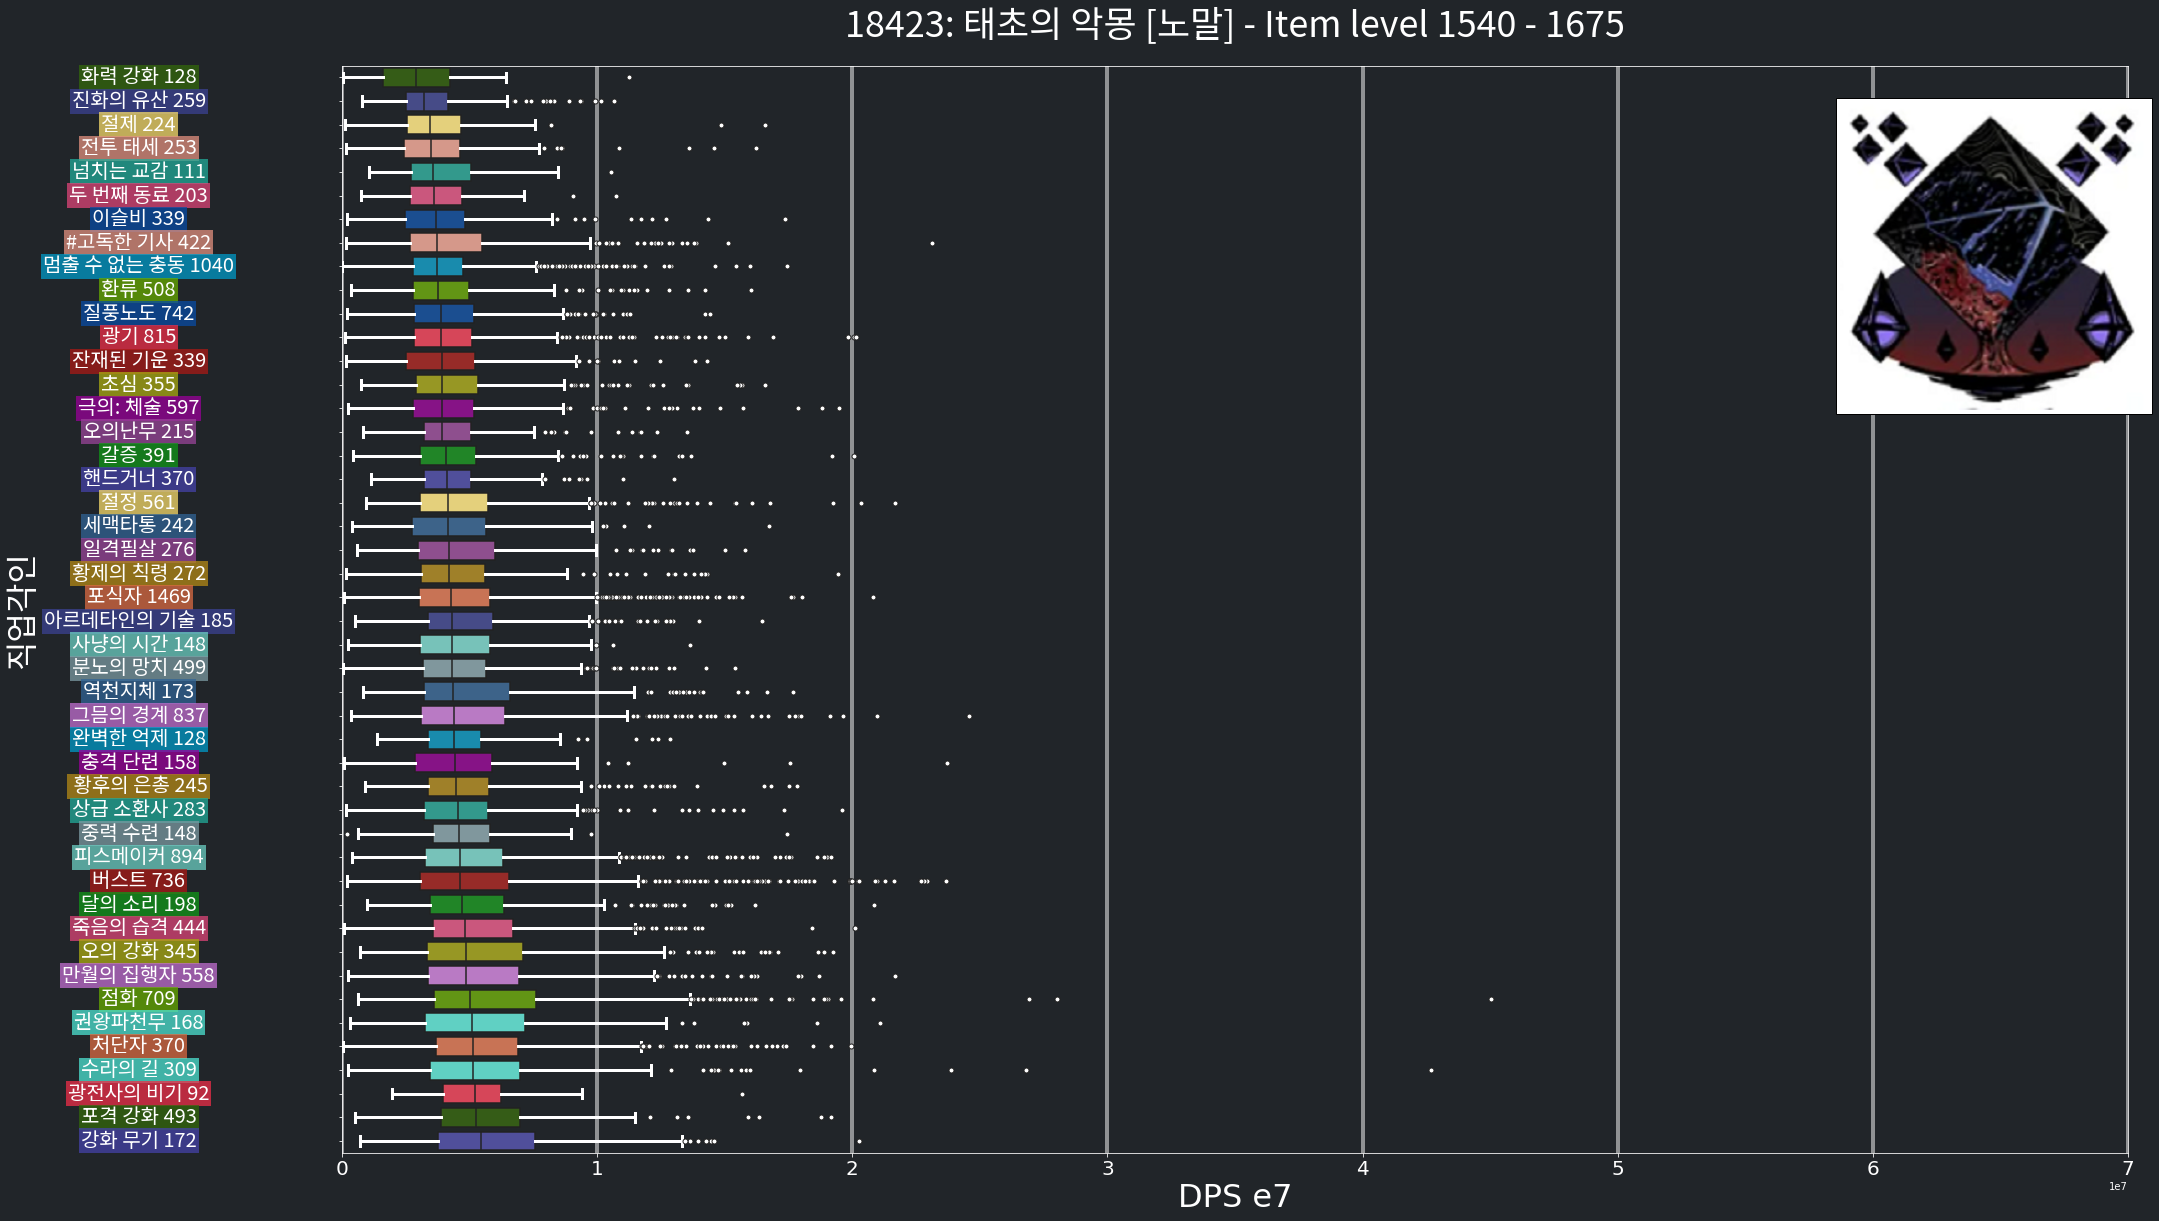 18423: 태초의 악몽 [노말] - Item level 1540 - 1675
직업각인
화력 강화 128
진화의 유산 259
절제 224
전투 태세 253
넘치는 교감 111
두 번째 동료 203
이슬비 339
#고독한 기사 422
멈출 수 없는 충동 1040
환류 508
질풍노도 742
광기 815
잔재된 기운 339
초심 355
극의: 체술 597
오의난무 215
갈증 391
핸드거너 370
절정 561
세맥타통 242
일격필살 276
황제의 칙령 272
포식자 1469
아르데타인의 기술 185
사냥의 시간 148
분노의 망치 499
역천지체 173
그믐의 경계 837
완벽한 억제 128
충격 단련 158
황후의 은총 245
상급 소환사 283
중력 수련 148
피스메이커 894
버스트 736
달의 소리 198
죽음의 습격 444
오의 강화 345
만월의 집행자 558
점화 709
권왕파천무 168
처단자 370
수라의 길 309
광전사의 비기 92
포격 강화 493
강화 무기 172
0 1 2 3 4 5 6 7
1e7
DPS e7